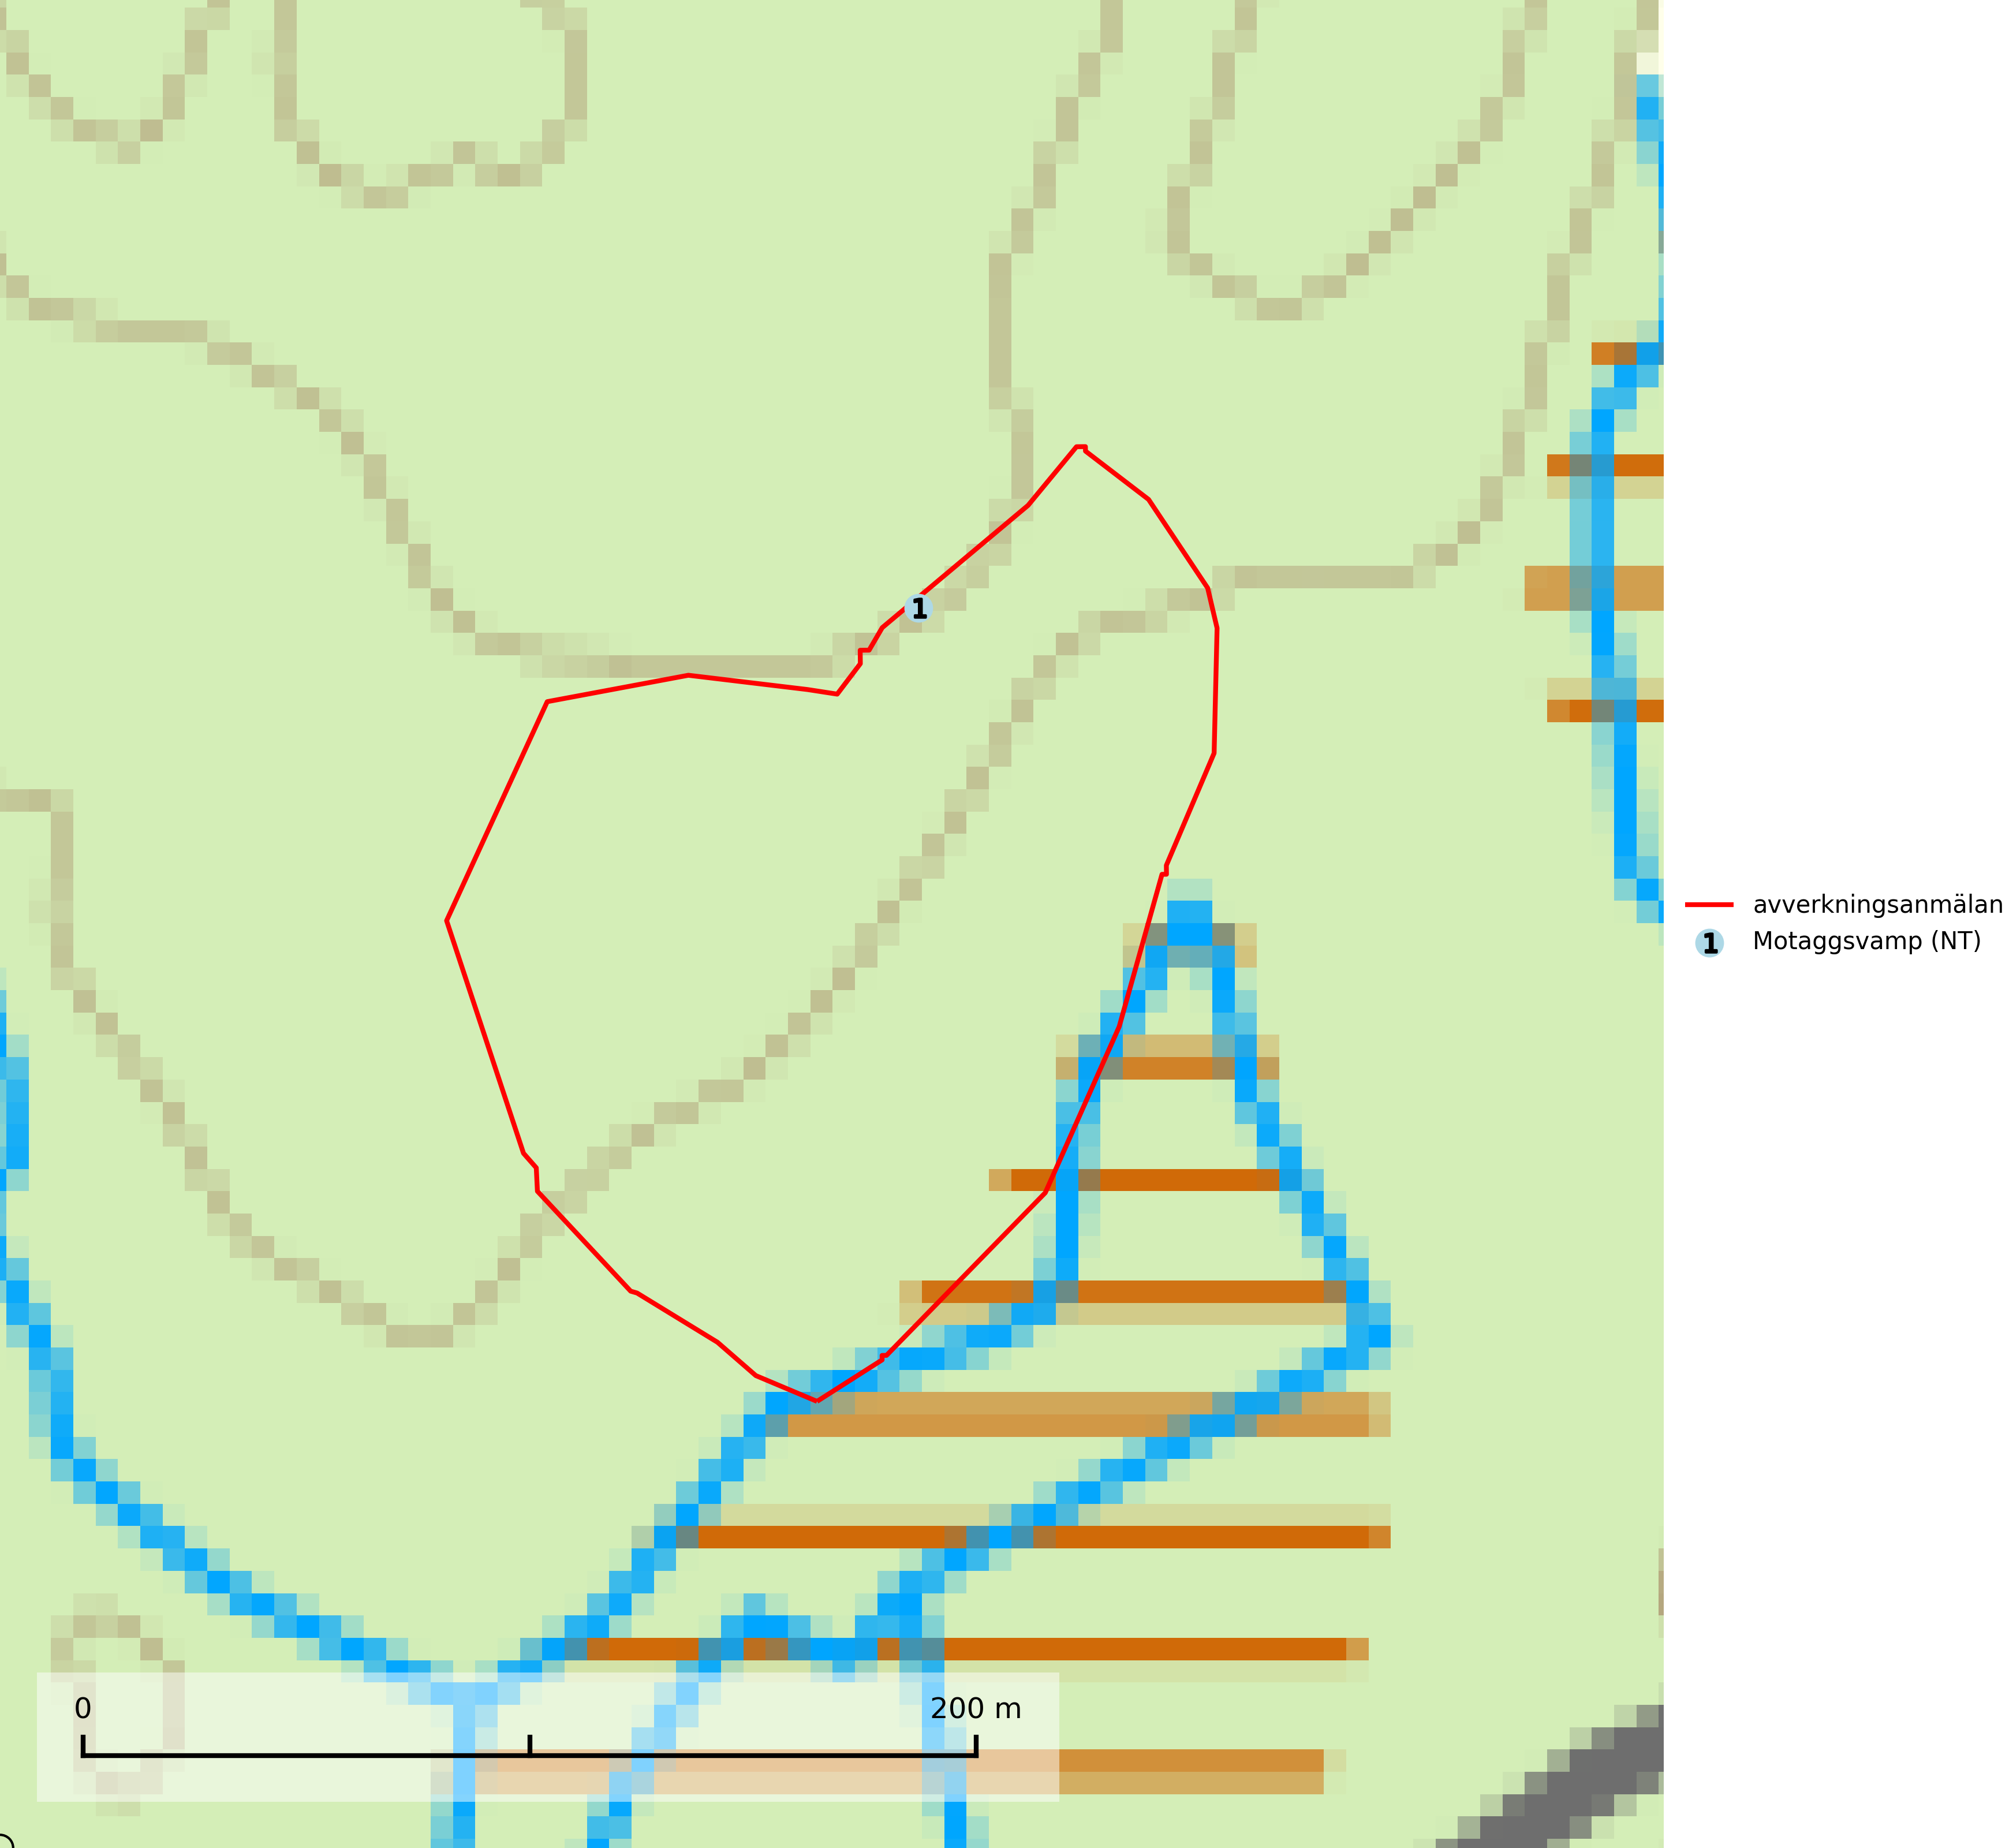 1
avverkningsanmälan
1 Motaggsvamp (NT)
0 200 m